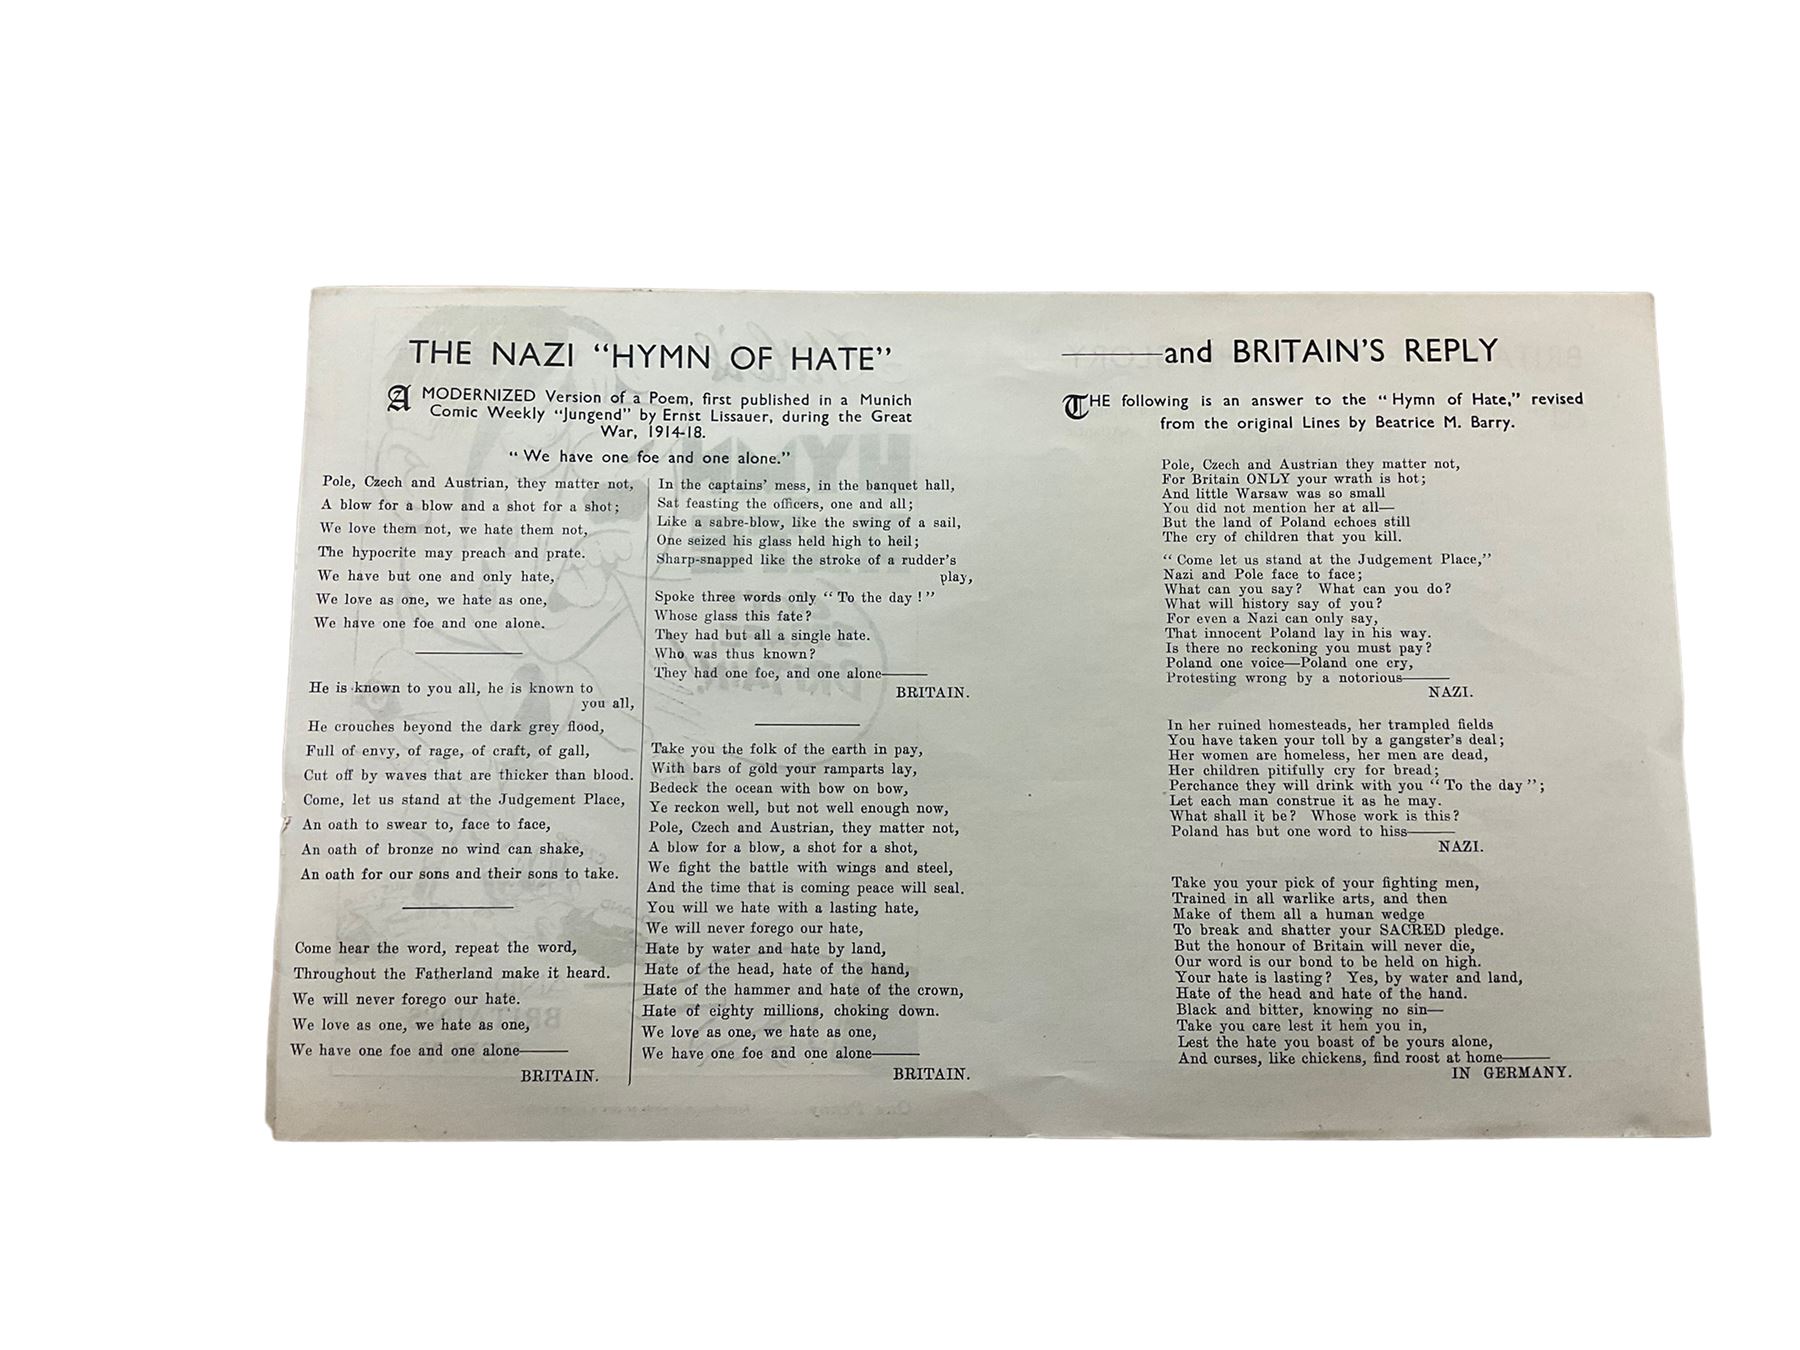 THE NAZI "HYMN OF HATE"
A MODERNIZED Version of a Poem, first published in a Munich
Comic Weekly "Jungend" by Ernst Lissauer, during the Great
War, 1914-18.
"We have one foe and one alone."
Pole, Czech and Austrian, they matter not,
A blow for a blow and a shot for a shot;
We love them not, we hate them not,
The hypocrite may preach and prate.
We have but one and only hate,
We love as one, we hate as one,
We have one foe and one alone.
He is known to you all, he is known to
you all,
He crouches beyond the dark grey flood,
Full of envy, of rage, of craft, of gall,
Cut off by waves that are thicker than blood.
Come, let us stand at the Judgement Place,
An oath to swear to, face to face,
An oath of bronze no wind can shake,
An oath for our sons and their sons to take.
Come hear the word, repeat the word,
Throughout the Fatherland make it heard.
We will never forego our hate.
We love as one, we hate as one,
We have one foe and one alone——
BRITAIN.
In the captains' mess, in the banquet hall,
Sat feasting the officers, one and all;
Like a sabre-blow, like the swing of a sail,
One seized his glass held high to heil;
Sharp-snapped like the stroke of a rudder's
play,
Spoke three words only "To the day!"
Whose glass this fate?
They had but all a single hate.
Who was thus known?
They had one foe, and one alone——
BRITAIN.
Take you the folk of the earth in pay,
With bars of gold your ramparts lay,
Bedeck the ocean with bow on bow,
Ye reckon well, but not well enough now,
Pole, Czech and Austrian, they matter not,
A blow for a blow, a shot for a shot,
We fight the battle with wings and steel,
And the time that is coming peace will seal.
You will we hate with a lasting hate,
We will never forego our hate,
Hate by water and hate by land,
Hate of the head, hate of the hand,
Hate of the hammer and hate of the crown,
Hate of eighty millions, choking down.
We love as one, we hate as one,
We have one foe and one alone——
BRITAIN.
——and BRITAIN'S REPLY
THE following is an answer to the "Hymn of Hate," revised
from the original Lines by Beatrice M. Barry.
Pole, Czech and Austrian they matter not,
For Britain ONLY your wrath is hot;
And little Warsaw was so small
You did not mention her at all—
But the land of Poland echoes still
The cry of children that you kill.
"Come let us stand at the Judgement Place,"
Nazi and Pole face to face;
What can you say? What can you do?
What will history say of you?
For even a Nazi can only say,
That innocent Poland lay in his way.
Is there no reckoning you must pay?
Poland one voice—Poland one cry,
Protesting wrong by a notorious——
NAZI.
In her ruined homesteads, her trampled fields
You have taken your toll by a gangster's deal;
Her women are homeless, her men are dead,
Her children pitifully cry for bread;
Perchance they will drink with you "To the day";
Let each man construe it as he may.
What shall it be? Whose work is this?
Poland has but one word to hiss——
NAZI.
Take you your pick of your fighting men,
Trained in all warlike arts, and then
Make of them all a human wedge
To break and shatter your SACRED pledge.
But the honour of Britain will never die,
Our word is our bond to be held on high.
Your hate is lasting? Yes, by water and land,
Hate of the head and hate of the hand.
Black and bitter, knowing no sin—
Take you care lest it hem you in,
Lest the hate you boast of be yours alone,
And curses, like chickens, find roost at home——
IN GERMANY.